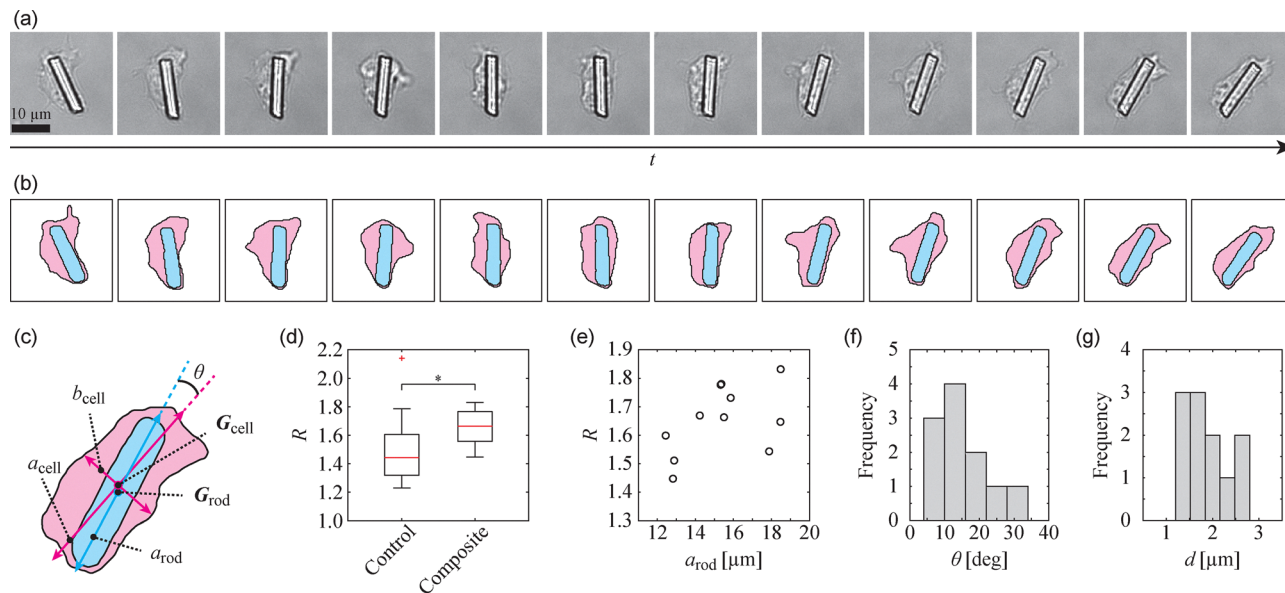 (a)
10 µm
t
(b)
(c)
θ
b_cell
G_cell
a_cell
G_rod
a_rod
(d)
2.2
2.0
1.8
1.6
1.4
1.2
1.0
R
*
Control
Composite
(e)
1.9
1.8
1.7
1.6
1.5
1.4
1.3
R
12 14 16 18 20
a_rod [µm]
(f)
5
4
3
2
1
0
Frequency
0 10 20 30 40
θ [deg]
(g)
4
3
2
1
0
Frequency
1 2 3
d [µm]